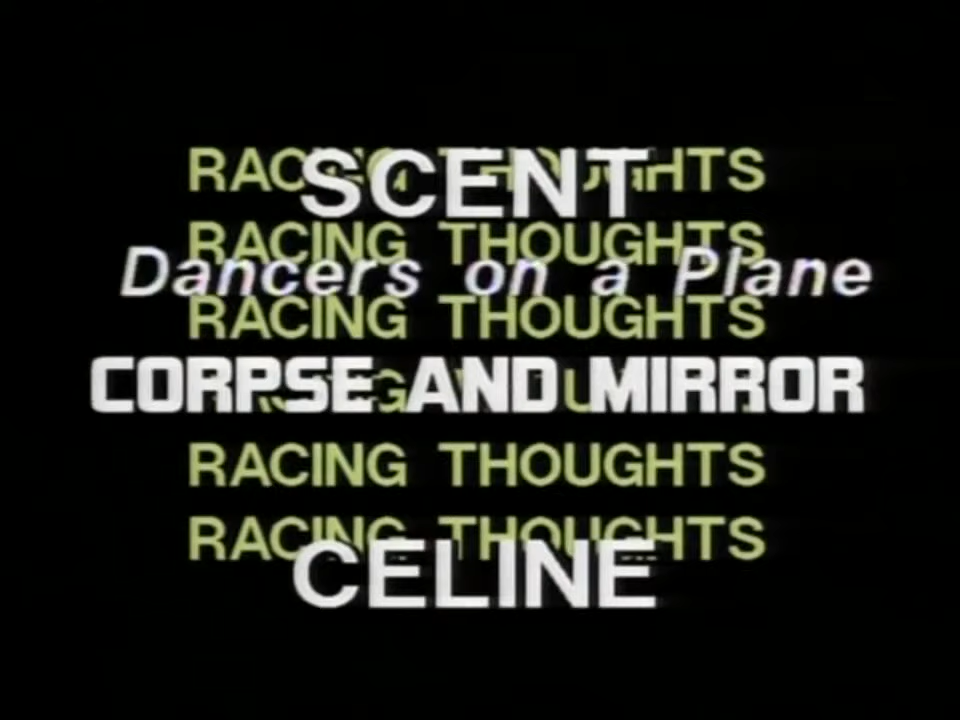 RACING THOUGHTS
SCENT
RACING THOUGHTS
Dancers on a Plane
RACING THOUGHTS
CORPSE AND MIRROR
RACING THOUGHTS
RACING THOUGHTS
CELINE